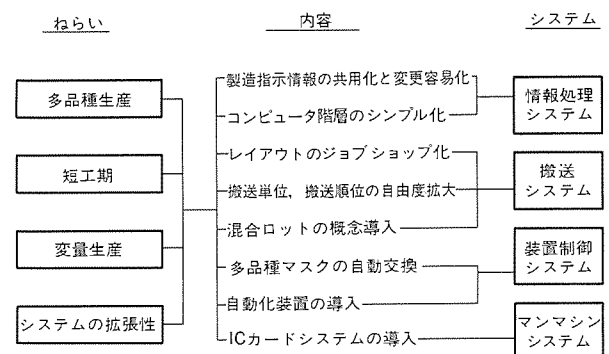 ねらい
内容
システム
多品種生産
短工期
変量生産
システムの拡張性
製造指示情報の共用化と変更容易化
コンピュータ階層のシンプル化
レイアウトのジョブショップ化
搬送単位，搬送順位の自由度拡大
混合ロットの概念導入
多品種マスクの自動交換
自動化装置の導入
ICカードシステムの導入
情報処理
システム
搬送
システム
装置制御
システム
マンマシン
システム